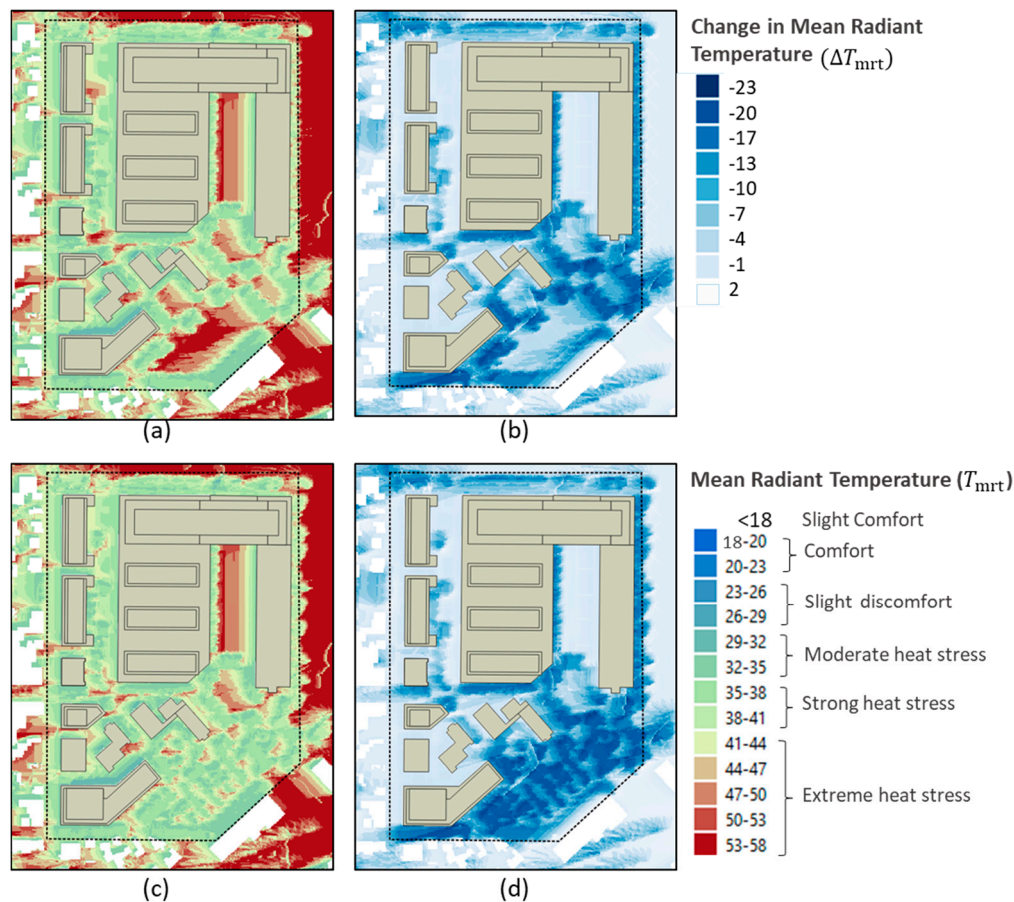 Change in Mean Radiant
Temperature (ΔTmrt)
-23
-20
-17
-13
-10
-7
-4
-1
2
(a)
(b)
Mean Radiant Temperature (Tmrt)
<18 Slight Comfort
18-20
Comfort
20-23
23-26
Slight discomfort
26-29
29-32
Moderate heat stress
32-35
35-38
Strong heat stress
38-41
41-44
44-47
47-50
Extreme heat stress
50-53
53-58
(c)
(d)